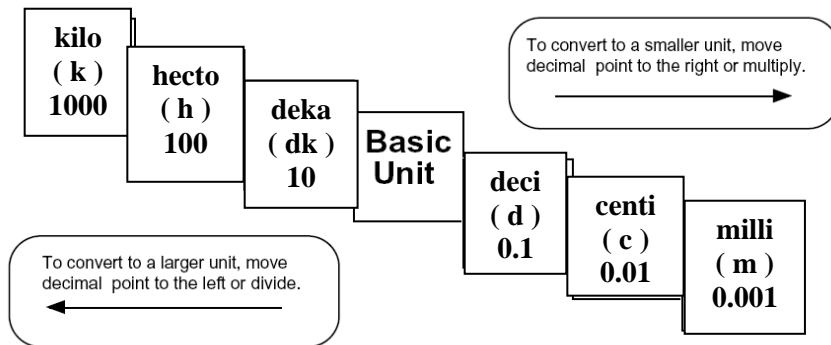 kilo
( k )
1000
hecto
( h )
100
deka
( dk )
10
Basic
Unit
deci
( d )
0.1
centi
( c )
0.01
milli
( m )
0.001
To convert to a smaller unit, move
decimal point to the right or multiply.
To convert to a larger unit, move
decimal point to the left or divide.